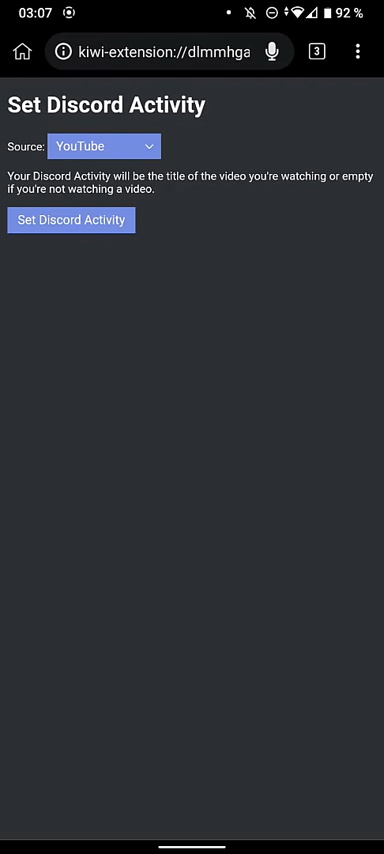 03:07 92 %
kiwi-extension://dlmmhga 3
Set Discord Activity
Source: YouTube
Your Discord Activity will be the title of the video you're watching or empty
if you're not watching a video.
Set Discord Activity